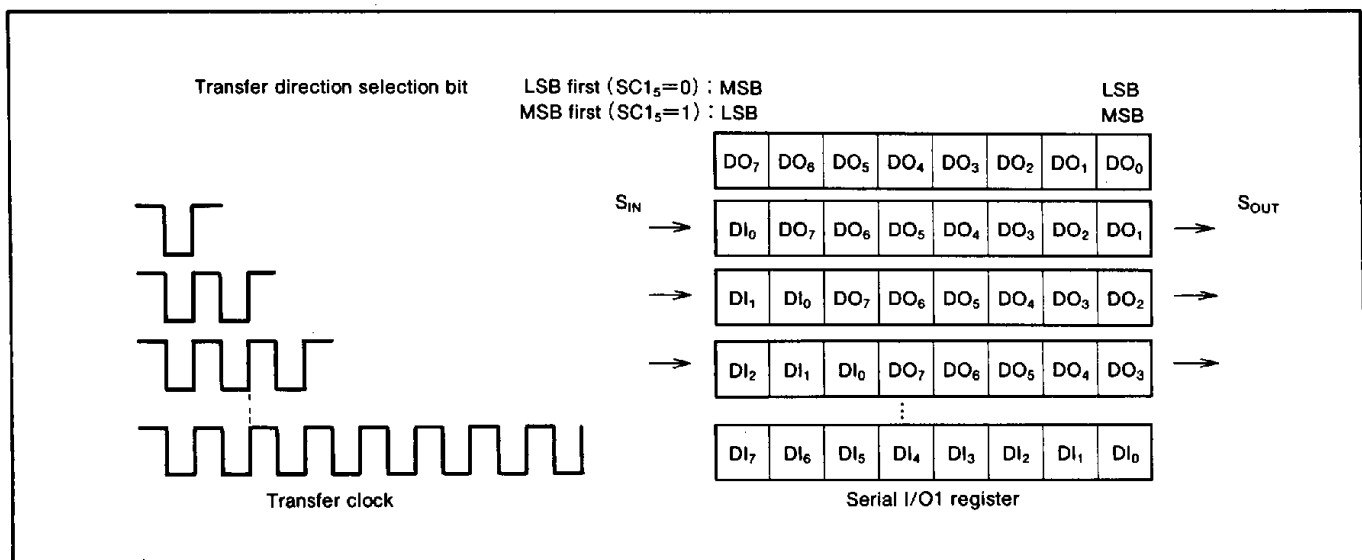 Transfer direction selection bit LSB first (SC1₅=0) : MSB LSB
MSB first (SC1₅=1) : LSB MSB
DO₇ DO₆ DO₅ DO₄ DO₃ DO₂ DO₁ DO₀
S_IN S_OUT
DI₀ DO₇ DO₆ DO₅ DO₄ DO₃ DO₂ DO₁
DI₁ DI₀ DO₇ DO₆ DO₅ DO₄ DO₃ DO₂
DI₂ DI₁ DI₀ DO₇ DO₆ DO₅ DO₄ DO₃
DI₇ DI₆ DI₅ DI₄ DI₃ DI₂ DI₁ DI₀
Transfer clock Serial I/O1 register